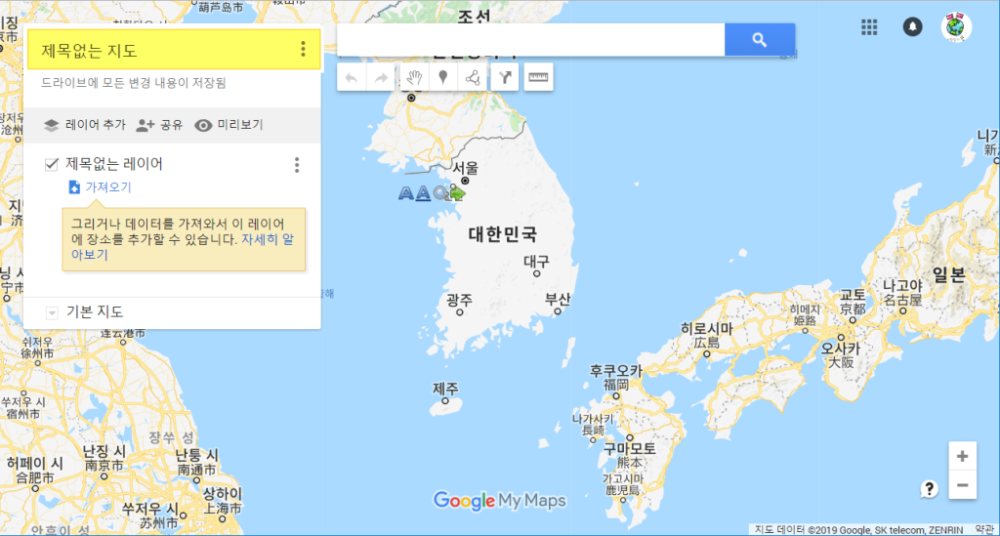 제목없는 지도
드라이브에 모든 변경 내용이 저장됨
레이어 추가 공유 미리보기
제목없는 레이어
가져오기
그리거나 데이터를 가져와서 이 레이어
에 장소를 추가할 수 있습니다. 자세히 알
아보기
기본 지도
葫芦岛市
조선
서울
대한민국
대구
광주
부산
제주
일본
나고야
名古屋
교토
京都
히메지
姫路
오사카
大阪
히로시마
広島
후쿠오카
福岡
나가사키
長崎
구마모토
熊本
가고시마
鹿児島
连云港市
쉬저우
徐州市
쑤저우 시
宿州市
장쑤 성
난징 시
南京市
난퉁 시
南通市
허페이 시
合肥市
상하이
上海市
쑤저우 시
苏州市
안후이 성
Google My Maps
?
지도 데이터 ©2019 Google, SK telecom, ZENRIN 약관